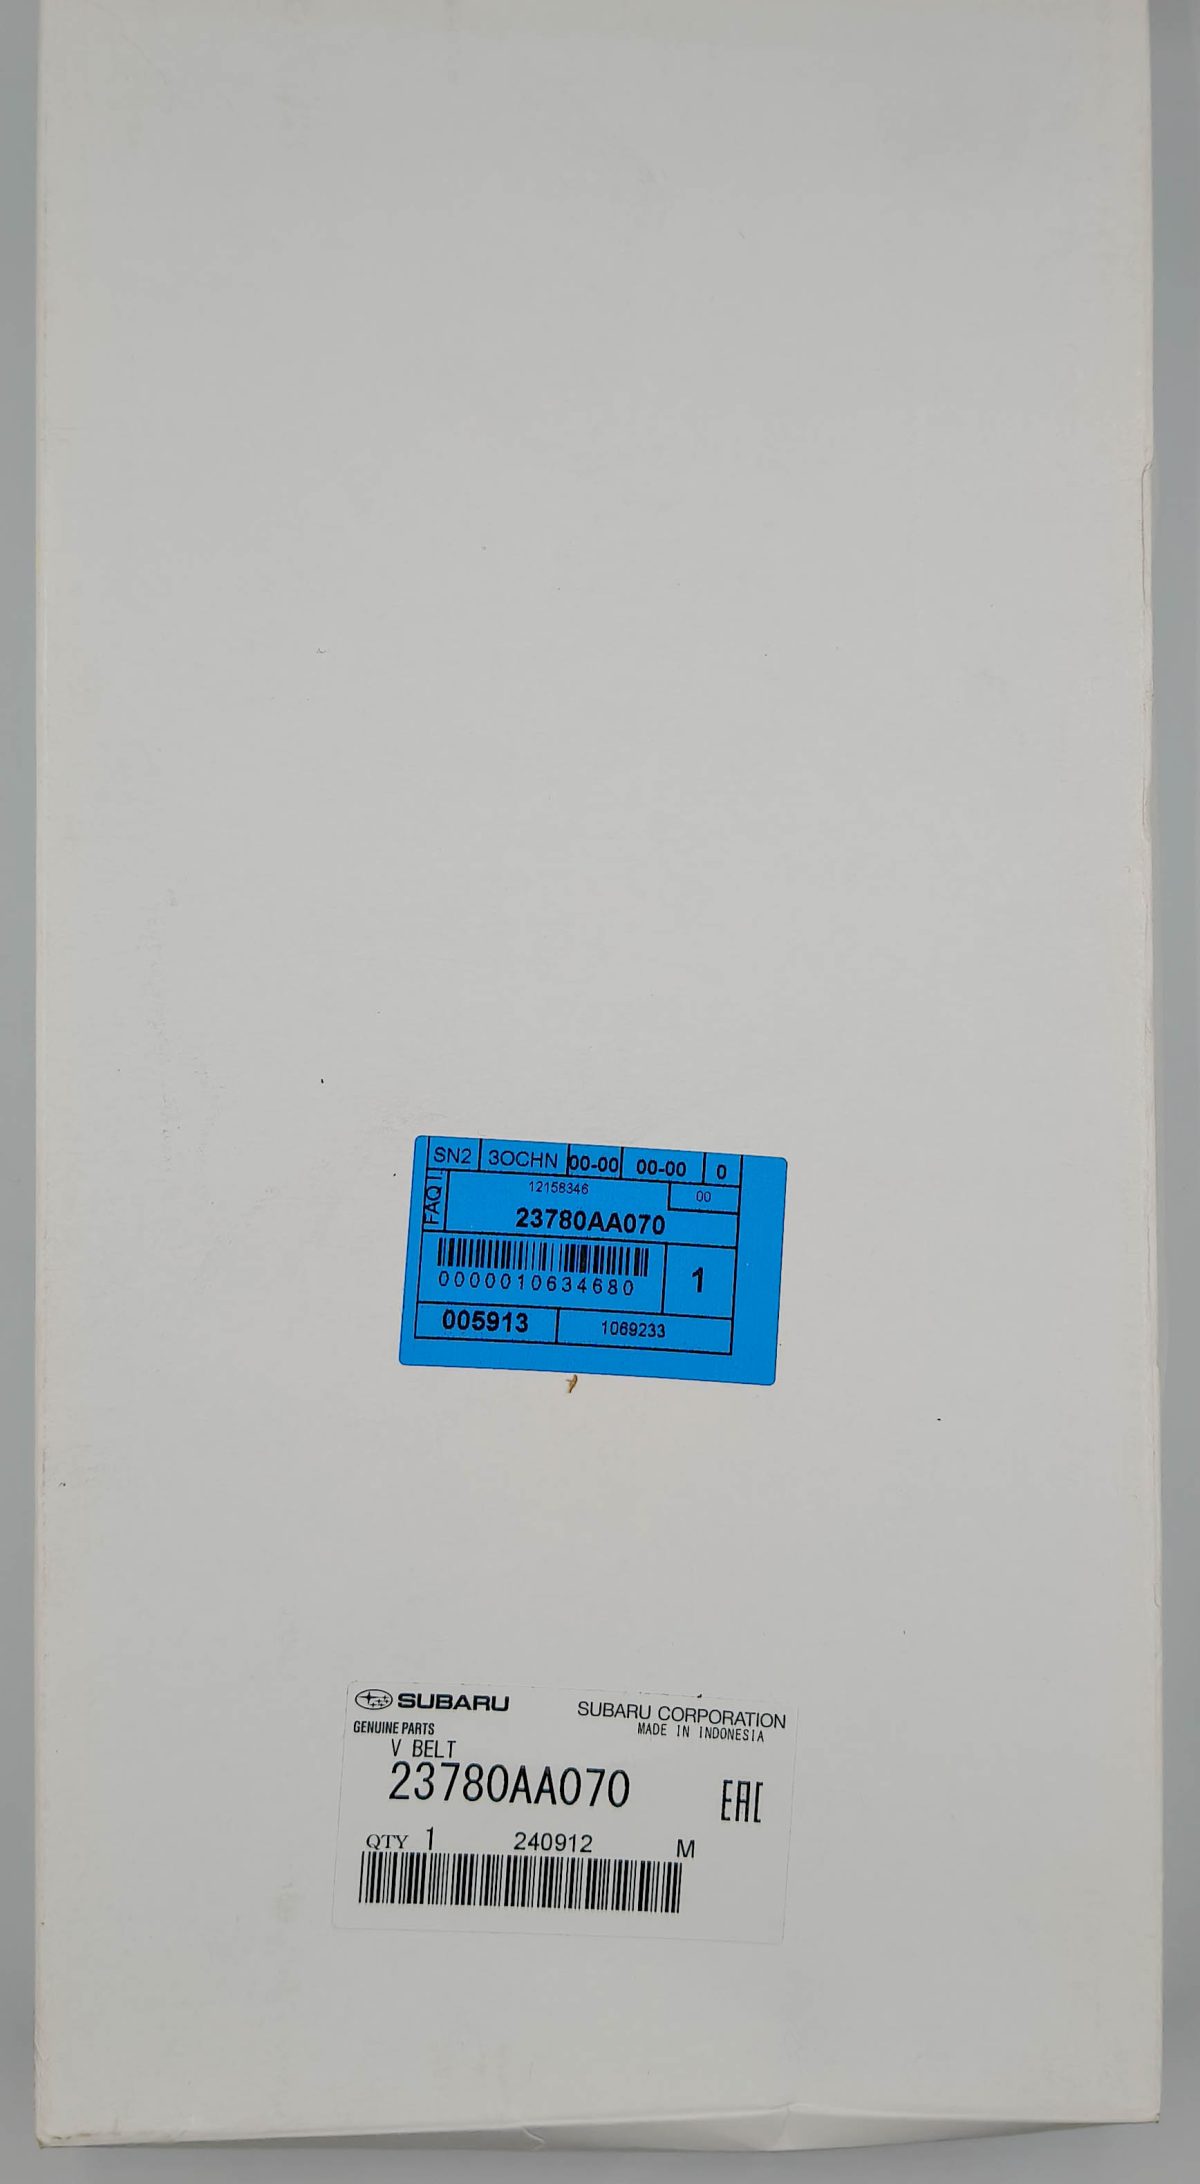 SN2 3OCHN 00-00 00-00 0
12158346 00
23780AA070
0000010634680 1
005913 1069233
SUBARU SUBARU CORPORATION
GENUINE PARTS MADE IN INDONESIA
V BELT
23780AA070
EAC
QTY 1 240912 M